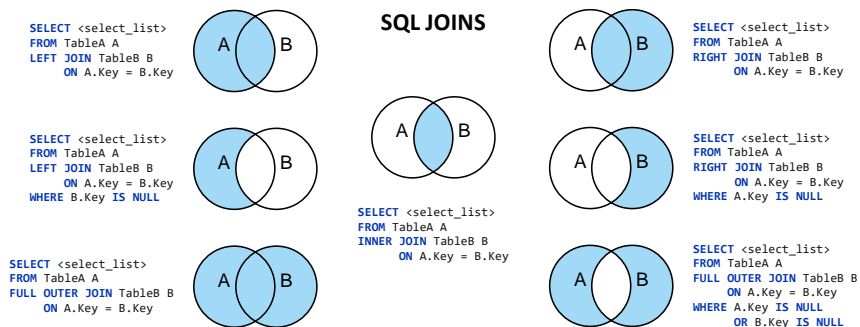 SQL JOINS
SELECT <select_list>
FROM TableA A
LEFT JOIN TableB B
ON A.Key = B.Key
A B
SELECT <select_list>
FROM TableA A
LEFT JOIN TableB B
ON A.Key = B.Key
WHERE B.Key IS NULL
A B
SELECT <select_list>
FROM TableA A
FULL OUTER JOIN TableB B
ON A.Key = B.Key
A B
A B
SELECT <select_list>
FROM TableA A
INNER JOIN TableB B
ON A.Key = B.Key
A B
SELECT <select_list>
FROM TableA A
RIGHT JOIN TableB B
ON A.Key = B.Key
A B
SELECT <select_list>
FROM TableA A
RIGHT JOIN TableB B
ON A.Key = B.Key
WHERE A.Key IS NULL
A B
SELECT <select_list>
FROM TableA A
FULL OUTER JOIN TableB B
ON A.Key = B.Key
WHERE A.Key IS NULL
OR B.Key IS NULL